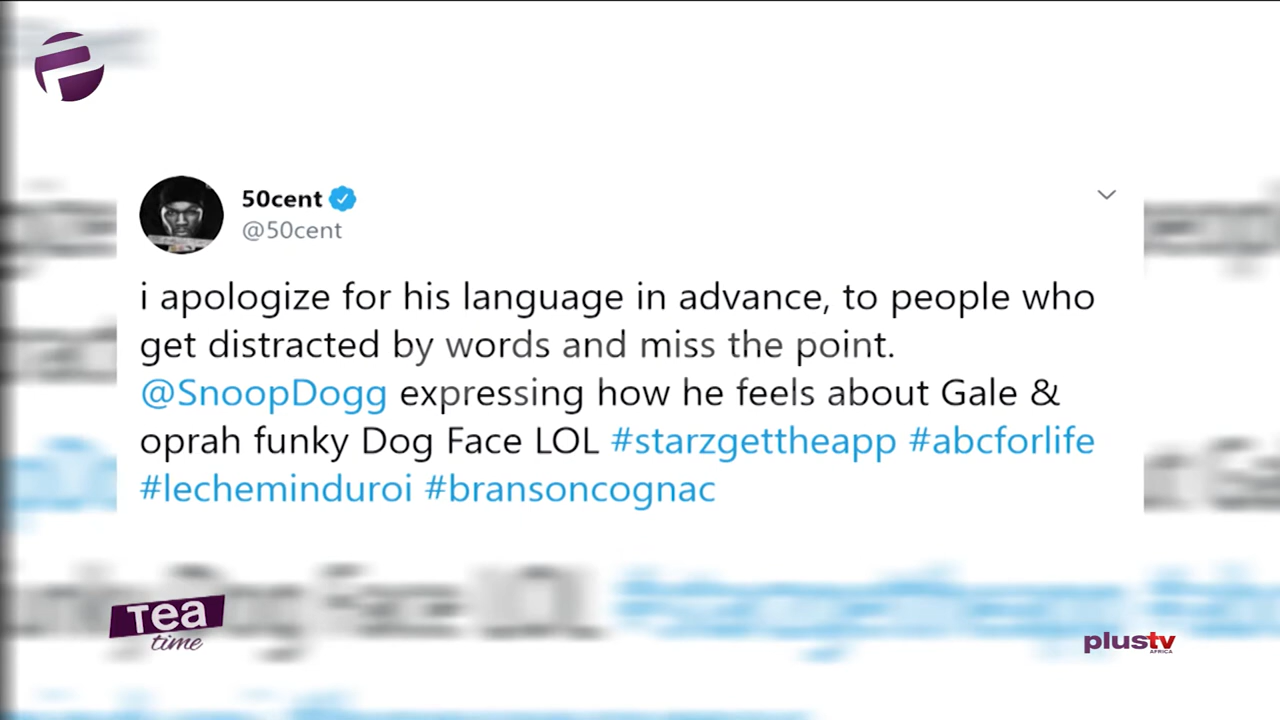 50cent
@50cent
i apologize for his language in advance, to people who
get distracted by words and miss the point.
@SnoopDogg expressing how he feels about Gale &
oprah funky Dog Face LOL #starzgettheapp #abcforlife
#lecheminduroi #bransoncognac
Tea
time
plustv
AFRICA